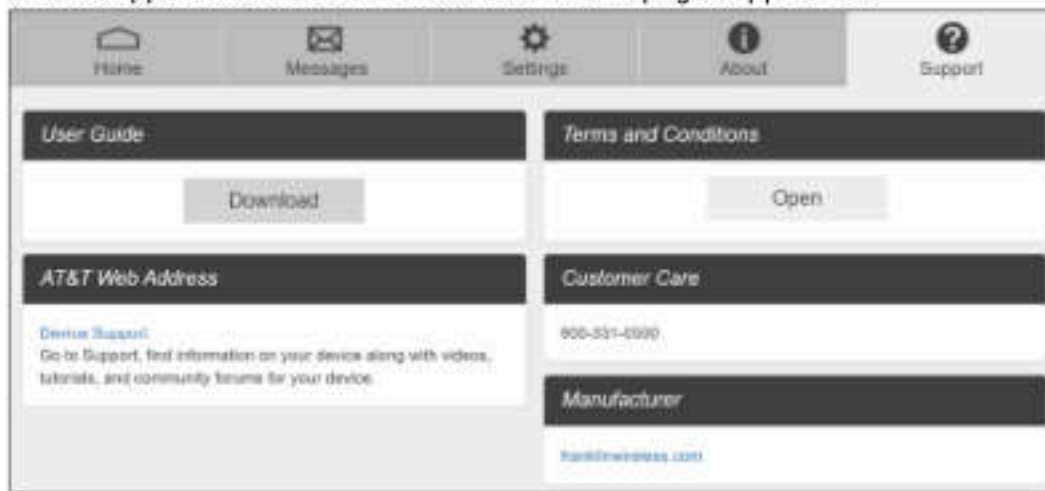 Home
Messages
Settings
About
Support
User Guide
Terms and Conditions
Download
Open
AT&T Web Address
Customer Care
Device Support
Go to Support, find information on your device along with videos,
tutorials, and community forums for your device.
Manufacturer
franklinwireless.com